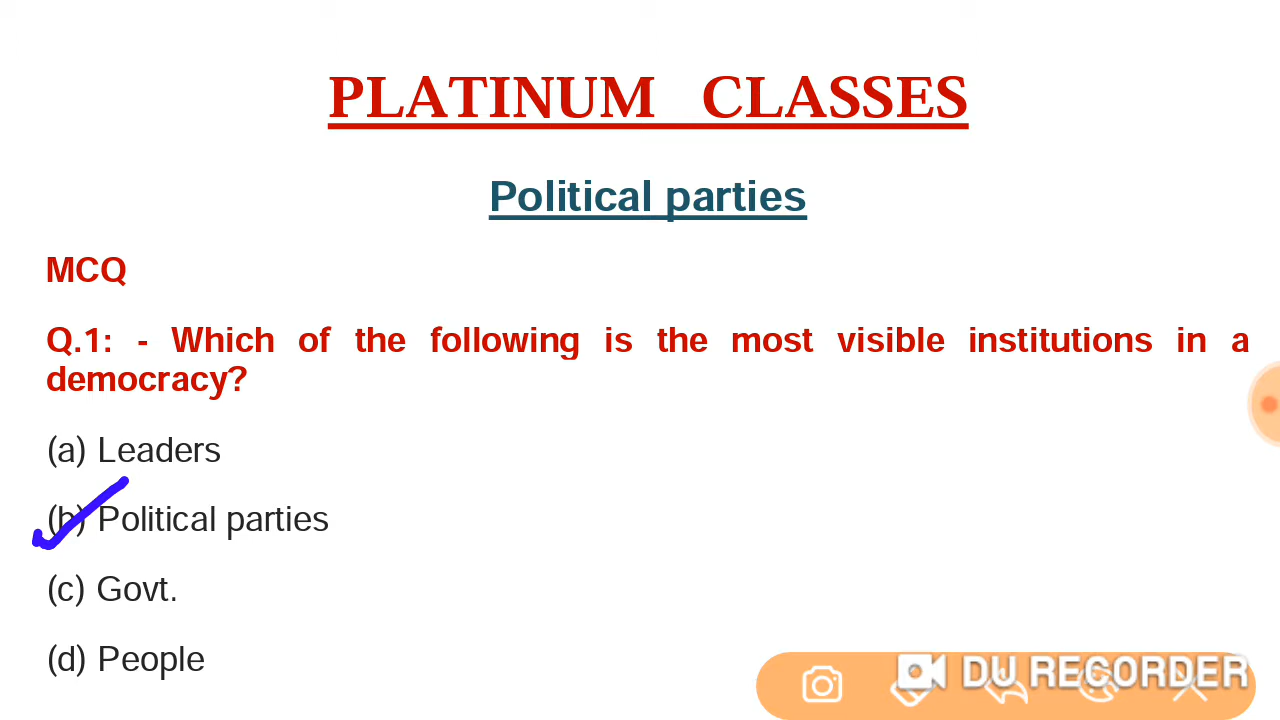 PLATINUM CLASSES
Political parties
MCQ
Q.1: - Which of the following is the most visible institutions in a
democracy?
(a) Leaders
(b) Political parties
(c) Govt.
(d) People
DU RECORDER